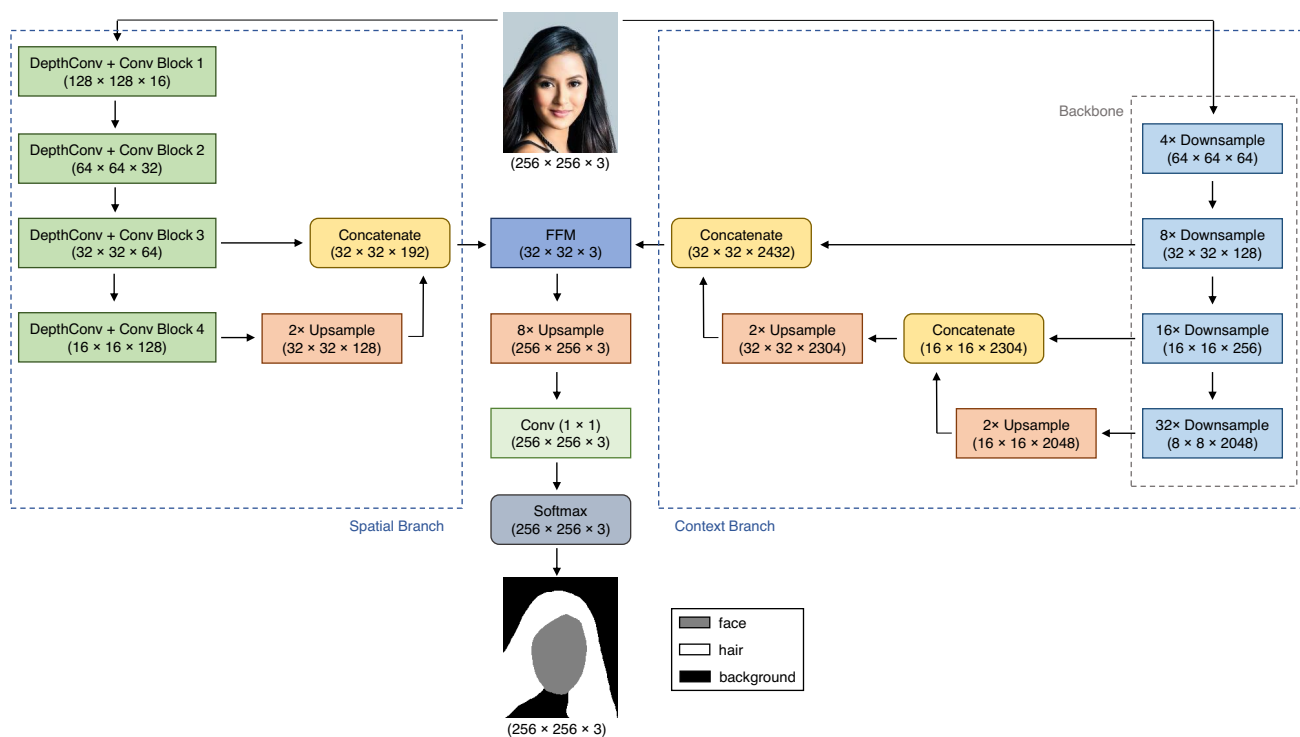 DepthConv + Conv Block 1
(128 × 128 × 16)
DepthConv + Conv Block 2
(64 × 64 × 32)
DepthConv + Conv Block 3
(32 × 32 × 64)
DepthConv + Conv Block 4
(16 × 16 × 128)
2× Upsample
(32 × 32 × 128)
Concatenate
(32 × 32 × 192)
Spatial Branch
(256 × 256 × 3)
FFM
(32 × 32 × 3)
8× Upsample
(256 × 256 × 3)
Conv (1 × 1)
(256 × 256 × 3)
Softmax
(256 × 256 × 3)
(256 × 256 × 3)
Backbone
4× Downsample
(64 × 64 × 64)
8× Downsample
(32 × 32 × 128)
16× Downsample
(16 × 16 × 256)
32× Downsample
(8 × 8 × 2048)
2× Upsample
(16 × 16 × 2048)
Concatenate
(16 × 16 × 2304)
2× Upsample
(32 × 32 × 2304)
Concatenate
(32 × 32 × 2432)
Context Branch
face
hair
background